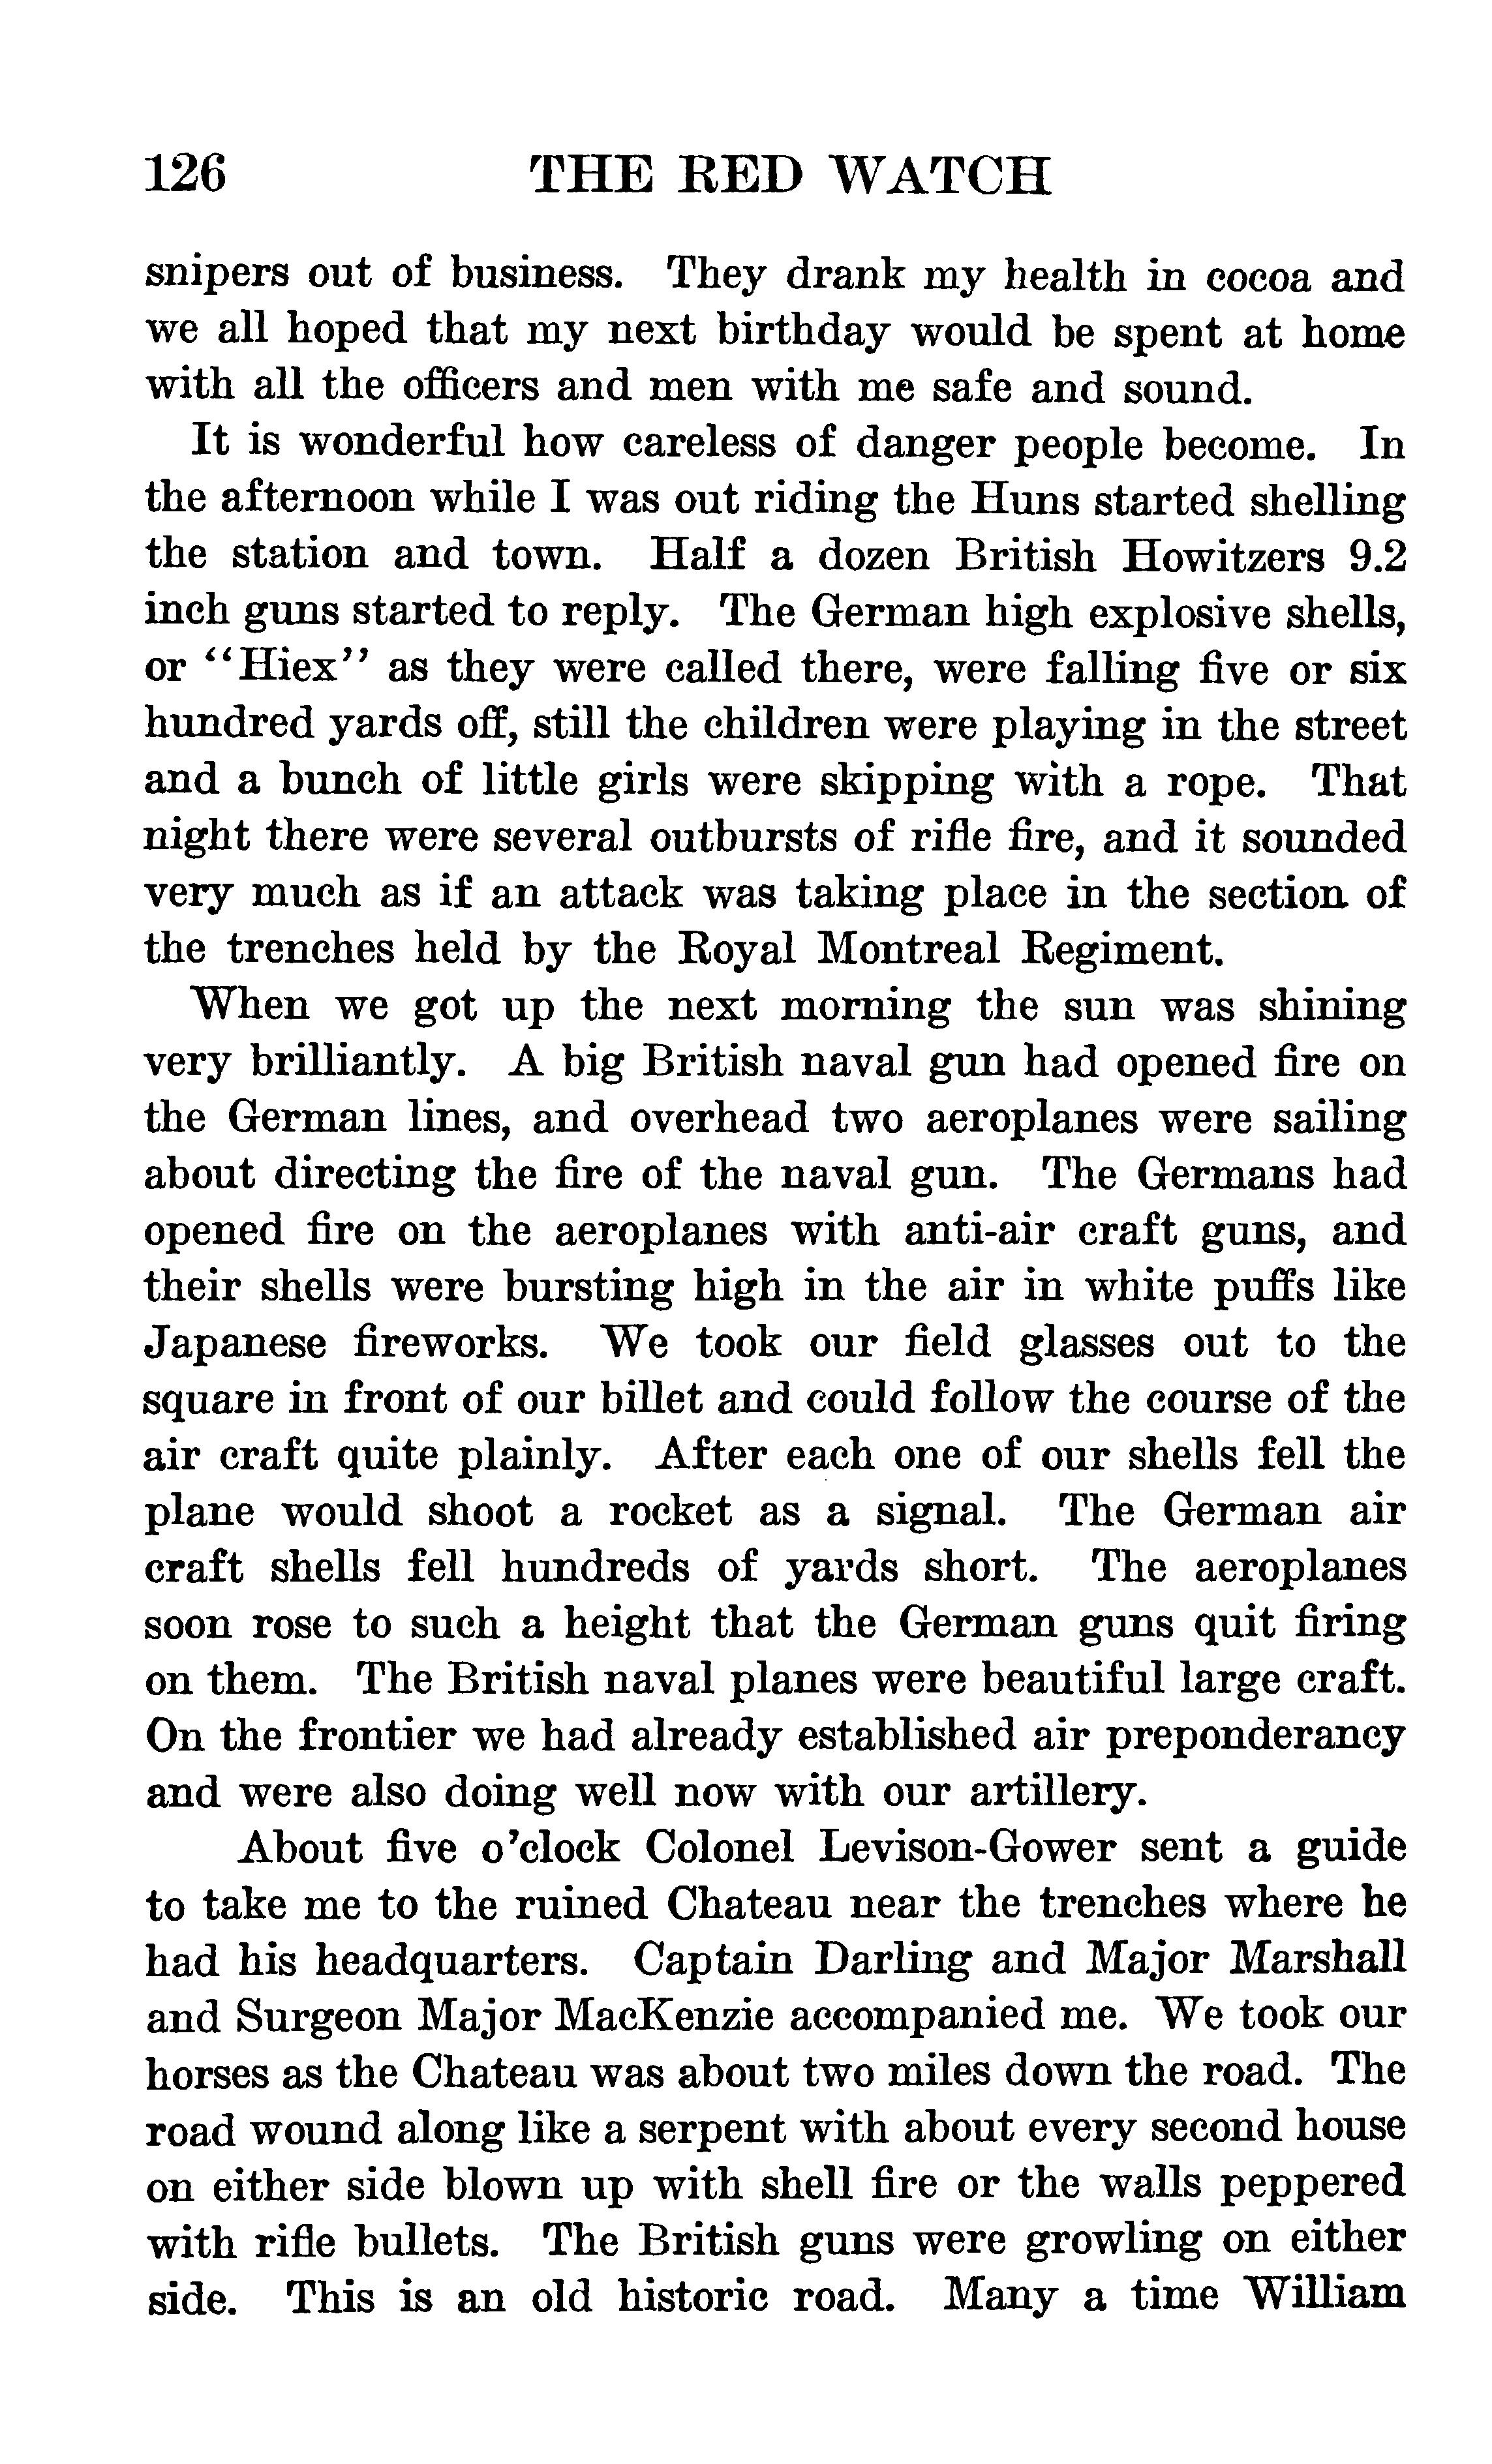 126 THE RED WATCH
snipers out of business. They drank my health in cocoa and
we all hoped that my next birthday would be spent at home
with all the officers and men with me safe and sound.
It is wonderful how careless of danger people become. In
the afternoon while I was out riding the Huns started shelling
the station and town. Half a dozen British Howitzers 9.2
inch guns started to reply. The German high explosive shells,
or "Hiex" as they were called there, were falling five or six
hundred yards off, still the children were playing in the street
and a bunch of little girls were skipping with a rope. That
night there were several outbursts of rifle fire, and it sounded
very much as if an attack was taking place in the section of
the trenches held by the Royal Montreal Regiment.
When we got up the next morning the sun was shining
very brilliantly. A big British naval gun had opened fire on
the German lines, and overhead two aeroplanes were sailing
about directing the fire of the naval gun. The Germans had
opened fire on the aeroplanes with anti-air craft guns, and
their shells were bursting high in the air in white puffs like
Japanese fireworks. We took our field glasses out to the
square in front of our billet and could follow the course of the
air craft quite plainly. After each one of our shells fell the
plane would shoot a rocket as a signal. The German air
craft shells fell hundreds of yards short. The aeroplanes
soon rose to such a height that the German guns quit firing
on them. The British naval planes were beautiful large craft.
On the frontier we had already established air preponderancy
and were also doing well now with our artillery.
About five o'clock Colonel Levison-Gower sent a guide
to take me to the ruined Chateau near the trenches where he
had his headquarters. Captain Darling and Major Marshall
and Surgeon Major MacKenzie accompanied me. We took our
horses as the Chateau was about two miles down the road. The
road wound along like a serpent with about every second house
on either side blown up with shell fire or the walls peppered
with rifle bullets. The British guns were growling on either
side. This is an old historic road. Many a time William